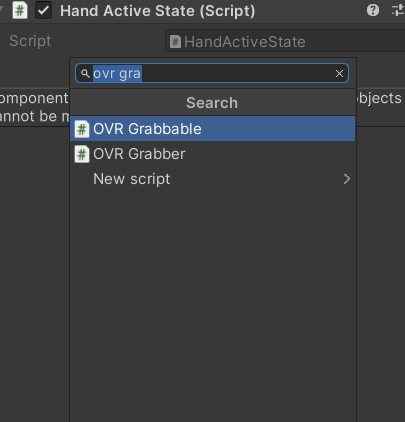 Hand Active State (Script)
Script
HandActiveState
ovr gra
Search
omponent
bjects
annot be m
OVR Grabbable
OVR Grabber
New script